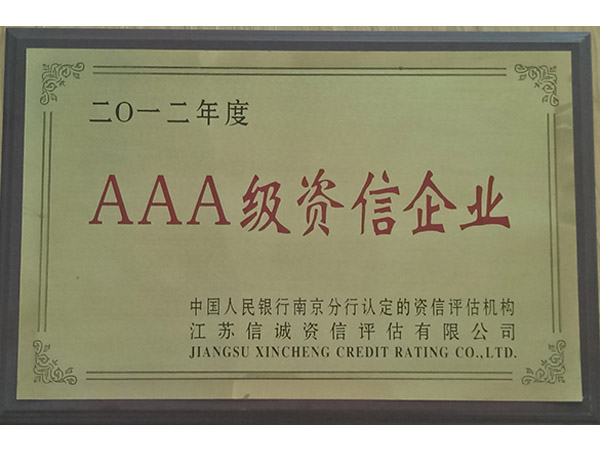 二〇一二年度
AAA级资信企业
中国人民银行南京分行认定的资信评估机构
江苏信诚资信评估有限公司
JIANGSU XINCHENG CREDIT RATING CO.,LTD.